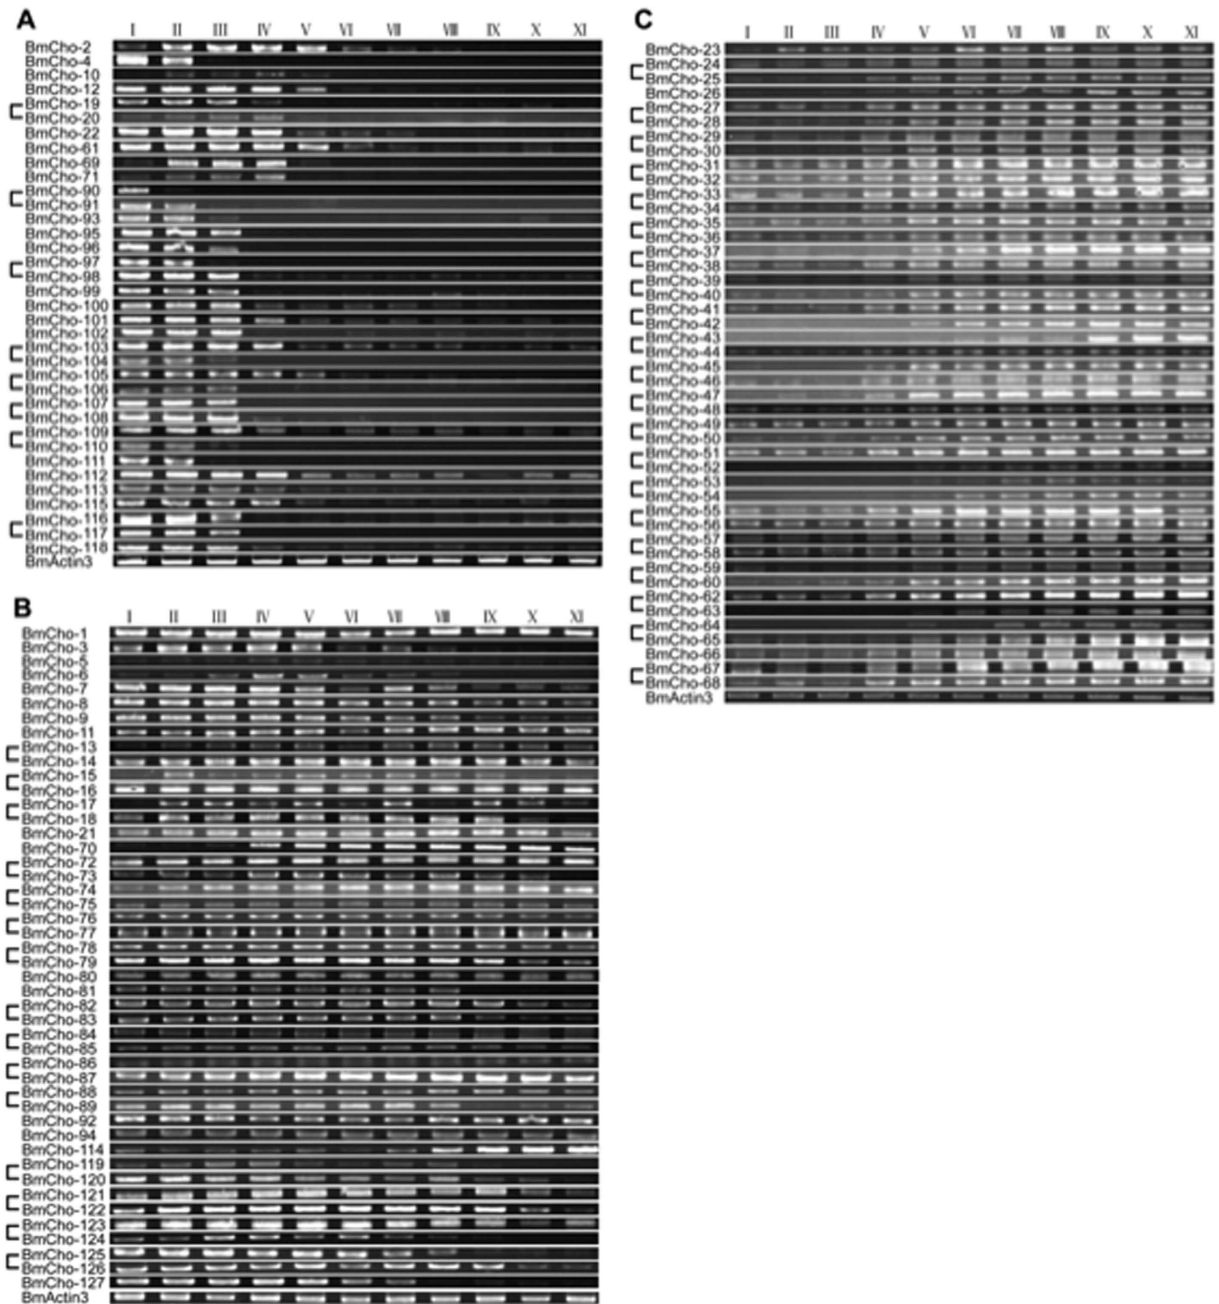 A
I II III IV V VI VII VIII IX X XI
BmCho-2
BmCho-4
BmCho-10
BmCho-12
BmCho-19
BmCho-20
BmCho-22
BmCho-61
BmCho-69
BmCho-71
BmCho-90
BmCho-91
BmCho-93
BmCho-95
BmCho-96
BmCho-97
BmCho-98
BmCho-99
BmCho-100
BmCho-101
BmCho-102
BmCho-103
BmCho-104
BmCho-105
BmCho-106
BmCho-107
BmCho-108
BmCho-109
BmCho-110
BmCho-111
BmCho-112
BmCho-113
BmCho-115
BmCho-116
BmCho-117
BmCho-118
BmActin3
B
I II III IV V VI VII VIII IX X XI
BmCho-1
BmCho-3
BmCho-5
BmCho-6
BmCho-7
BmCho-8
BmCho-9
BmCho-11
BmCho-13
BmCho-14
BmCho-15
BmCho-16
BmCho-17
BmCho-18
BmCho-21
BmCho-70
BmCho-72
BmCho-73
BmCho-74
BmCho-75
BmCho-76
BmCho-77
BmCho-78
BmCho-79
BmCho-80
BmCho-81
BmCho-82
BmCho-83
BmCho-84
BmCho-85
BmCho-86
BmCho-87
BmCho-88
BmCho-89
BmCho-92
BmCho-94
BmCho-114
BmCho-119
BmCho-120
BmCho-121
BmCho-122
BmCho-123
BmCho-124
BmCho-125
BmCho-126
BmCho-127
BmActin3
C
I II III IV V VI VII VIII IX X XI
BmCho-23
BmCho-24
BmCho-25
BmCho-26
BmCho-27
BmCho-28
BmCho-29
BmCho-30
BmCho-31
BmCho-32
BmCho-33
BmCho-34
BmCho-35
BmCho-36
BmCho-37
BmCho-38
BmCho-39
BmCho-40
BmCho-41
BmCho-42
BmCho-43
BmCho-44
BmCho-45
BmCho-46
BmCho-47
BmCho-48
BmCho-49
BmCho-50
BmCho-51
BmCho-52
BmCho-53
BmCho-54
BmCho-55
BmCho-56
BmCho-57
BmCho-58
BmCho-59
BmCho-60
BmCho-62
BmCho-63
BmCho-64
BmCho-65
BmCho-66
BmCho-67
BmCho-68
BmActin3